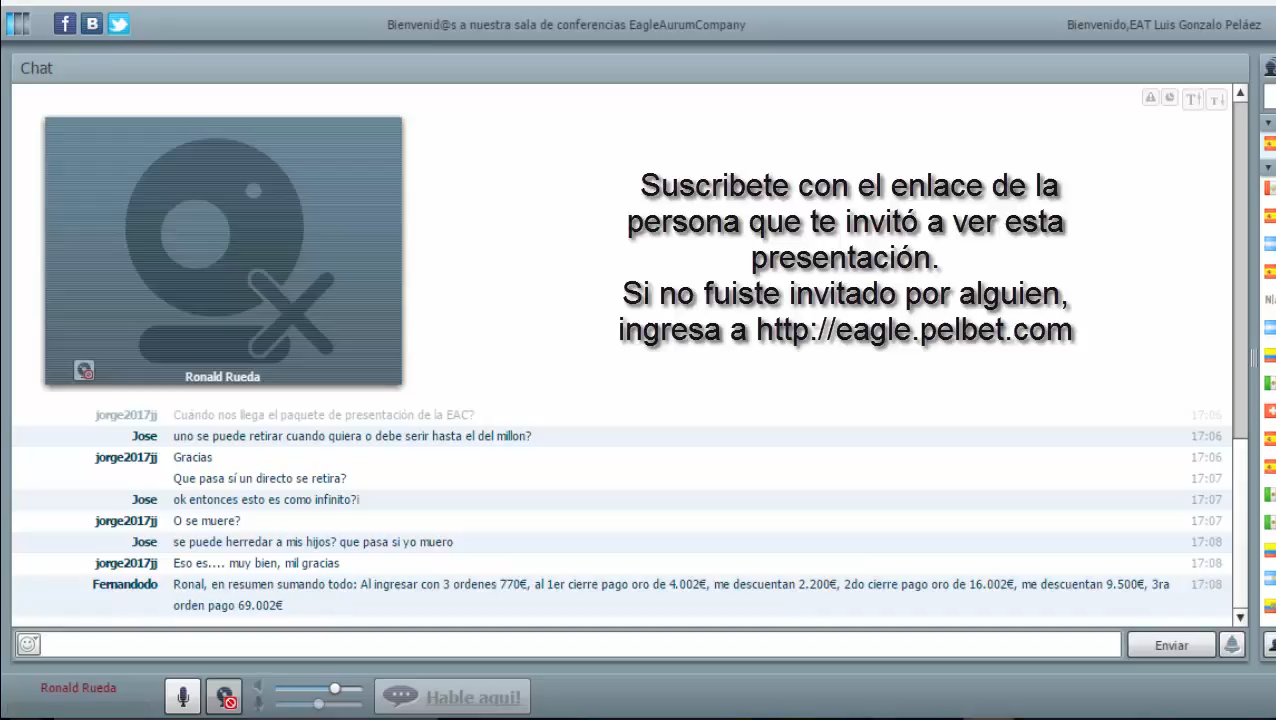 Bienvenid@s a nuestra sala de conferencias EagleAurumCompany
Bienvenido,EAT Luis Gonzalo Peláez
Chat
Suscribete con el enlace de la
persona que te invitó a ver esta
presentación.
Si no fuiste invitado por alguien,
ingresa a http://eagle.pelbet.com
Ronald Rueda
jorge2017jj Cuándo nos llega el paquete de presentación de la EAC? 17:06
Jose uno se puede retirar cuando quiera o debe serir hasta el del millon? 17:06
jorge2017jj Gracias 17:06
Que pasa sí un directo se retira? 17:07
Jose ok entonces esto es como infinito?i 17:07
jorge2017jj O se muere? 17:07
Jose se puede herredar a mis hijos? que pasa si yo muero 17:08
jorge2017jj Eso es.... muy bien, mil gracias 17:08
Fernandodo Ronal, en resumen sumando todo: Al ingresar con 3 ordenes 770€, al 1er cierre pago oro de 4.002€, me descuentan 2.200€, 2do cierre pago oro de 16.002€, me descuentan 9.500€, 3ra 17:08
orden pago 69.002€
Enviar
Ronald Rueda
Hable aqui!